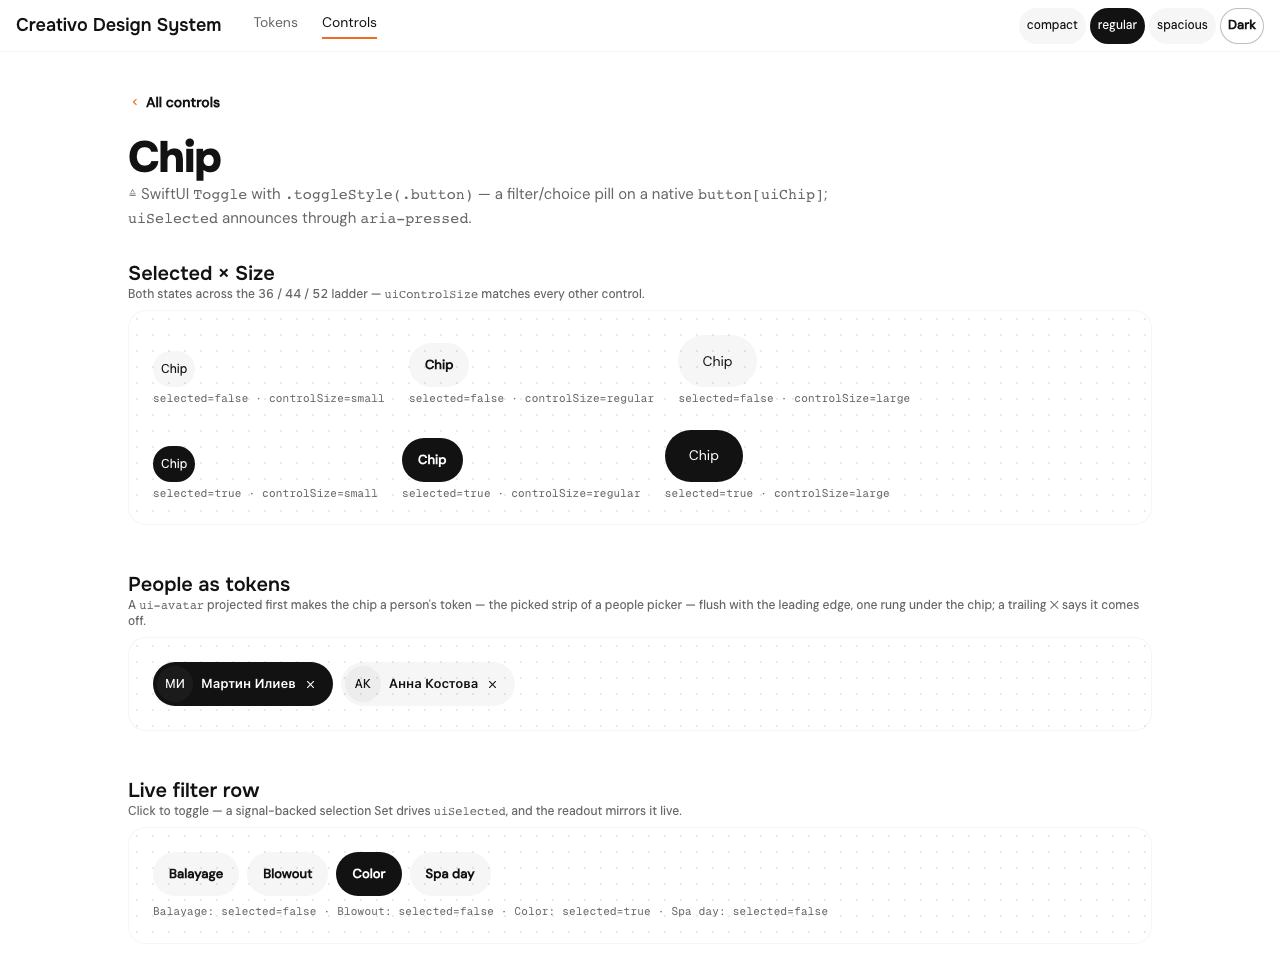 Creativo Design System
Tokens
Controls
compact
regular
spacious
Dark
‹ All controls
Chip
≙ SwiftUI Toggle with .toggleStyle(.button) — a filter/choice pill on a native button[uiChip];
uiSelected announces through aria-pressed.
Selected × Size
Both states across the 36 / 44 / 52 ladder — uiControlSize matches every other control.
Chip
Chip
Chip
selected=false · controlSize=small
selected=false · controlSize=regular
selected=false · controlSize=large
Chip
Chip
Chip
selected=true · controlSize=small
selected=true · controlSize=regular
selected=true · controlSize=large
People as tokens
A ui-avatar projected first makes the chip a person's token — the picked strip of a people picker — flush with the leading edge, one rung under the chip; a trailing × says it comes
off.
МИ Мартин Илиев ×
АК Анна Костова ×
Live filter row
Click to toggle — a signal-backed selection Set drives uiSelected, and the readout mirrors it live.
Balayage
Blowout
Color
Spa day
Balayage: selected=false · Blowout: selected=false · Color: selected=true · Spa day: selected=false